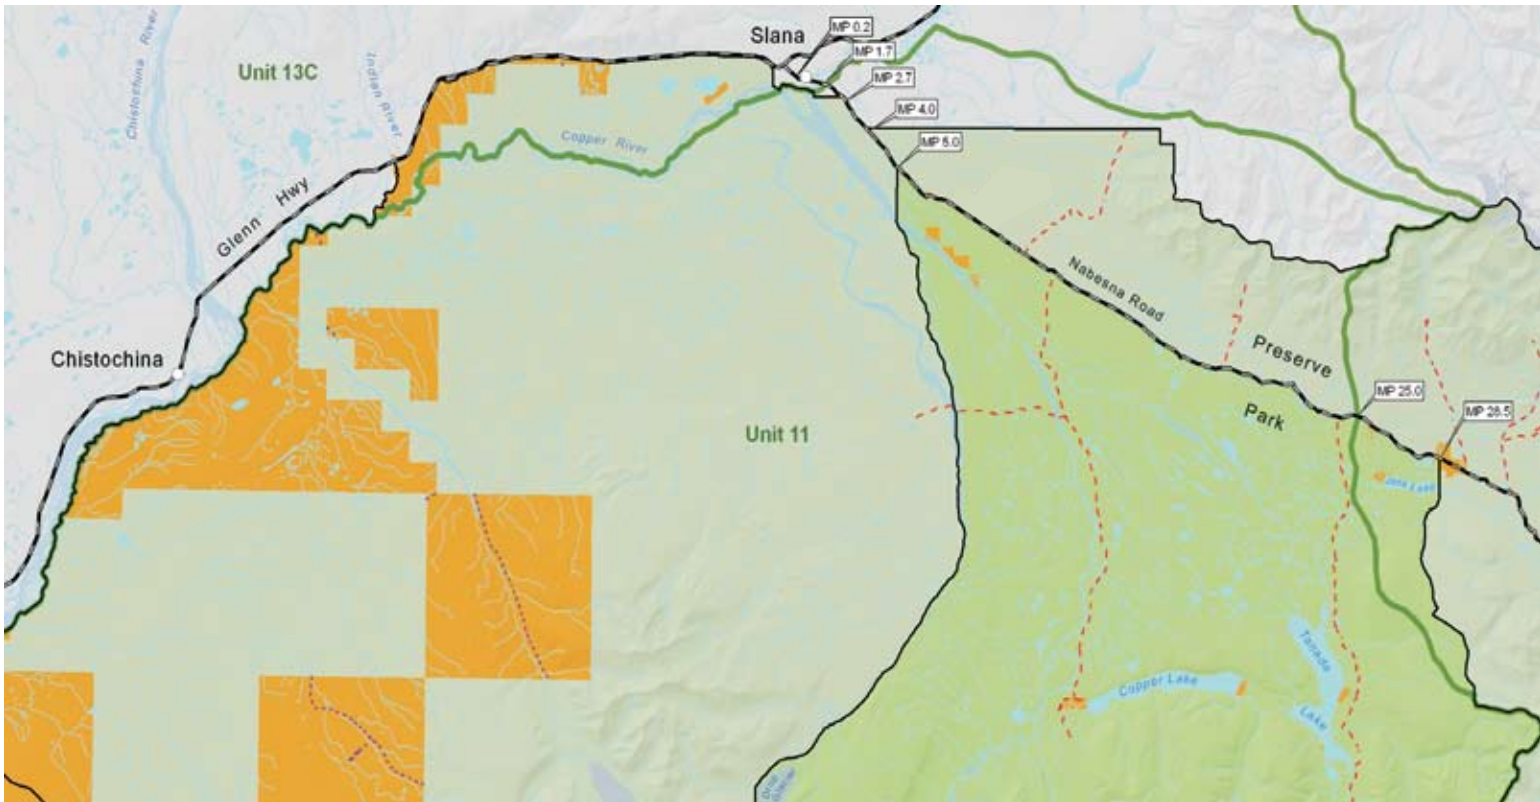 Slana
MP 0.2
MP 1.7
MP 2.7
MP 4.0
MP 5.0
Unit 13C
Chistochina River
Indian River
Copper River
Glenn Hwy
Nabesna Road
Chistochina
Preserve
Park
MP 25.0
MP 28.5
Unit 11
Jack Lake
Tanada
Lake
Copper Lake